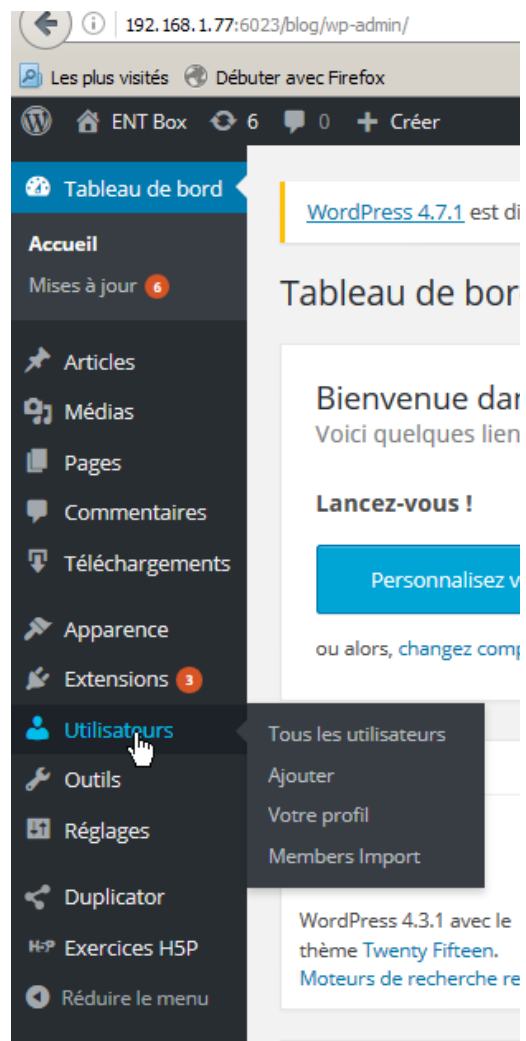 192.168.1.77:6023/blog/wp-admin/
Les plus visités Débuter avec Firefox
ENT Box 6 0 + Créer
Tableau de bord
Accueil
Mises à jour 6
Articles
Médias
Pages
Commentaires
Téléchargements
Apparence
Extensions 3
Utilisateurs
Outils
Réglages
Duplicator
H-P Exercices H5P
Réduire le menu
Tous les utilisateurs
Ajouter
Votre profil
Members Import
WordPress 4.7.1 est di
Tableau de bor
Bienvenue dan
Voici quelques lien
Lancez-vous !
Personnalisez v
ou alors, changez comp
WordPress 4.3.1 avec le
thème Twenty Fifteen.
Moteurs de recherche re